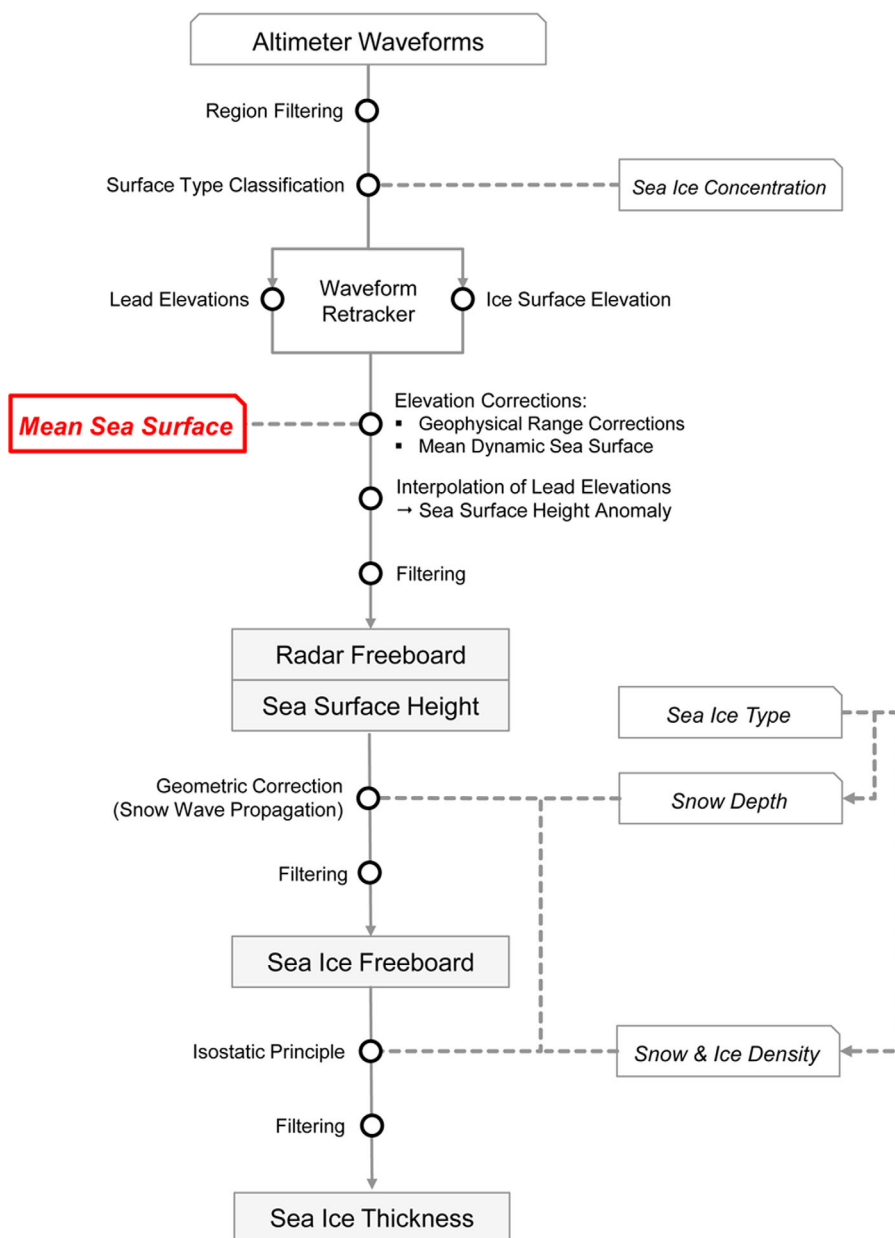 Altimeter Waveforms
Region Filtering
Surface Type Classification
Sea Ice Concentration
Lead Elevations
Waveform
Retracker
Ice Surface Elevation
Mean Sea Surface
Elevation Corrections:
▪ Geophysical Range Corrections
▪ Mean Dynamic Sea Surface
Interpolation of Lead Elevations
→ Sea Surface Height Anomaly
Filtering
Radar Freeboard
Sea Surface Height
Sea Ice Type
Geometric Correction
(Snow Wave Propagation)
Snow Depth
Filtering
Sea Ice Freeboard
Isostatic Principle
Snow & Ice Density
Filtering
Sea Ice Thickness